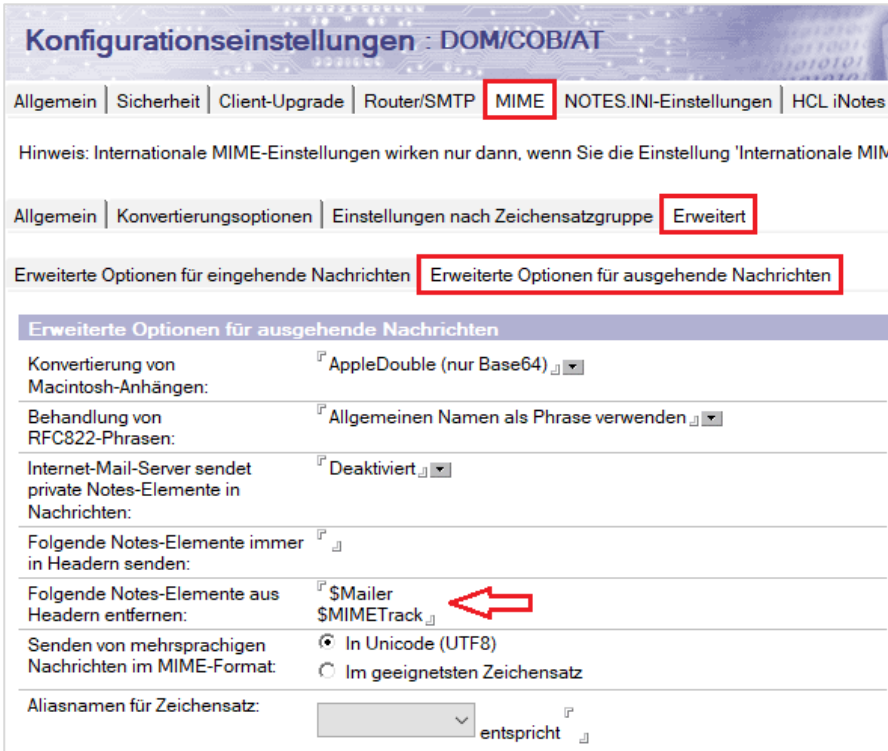 Konfigurationseinstellungen : DOM/COB/AT
Allgemein | Sicherheit | Client-Upgrade | Router/SMTP | MIME | NOTES.INI-Einstellungen | HCL iNotes
Hinweis: Internationale MIME-Einstellungen wirken nur dann, wenn Sie die Einstellung 'Internationale MIM
Allgemein | Konvertierungsoptionen | Einstellungen nach Zeichensatzgruppe | Erweitert
Erweiterte Optionen für eingehende Nachrichten | Erweiterte Optionen für ausgehende Nachrichten
Erweiterte Optionen für ausgehende Nachrichten
Konvertierung von AppleDouble (nur Base64)
Macintosh-Anhängen:
Behandlung von Allgemeinen Namen als Phrase verwenden
RFC822-Phrasen:
Internet-Mail-Server sendet Deaktiviert
private Notes-Elemente in
Nachrichten:
Folgende Notes-Elemente immer
in Headern senden:
Folgende Notes-Elemente aus $Mailer
Headern entfernen: $MIMETrack
Senden von mehrsprachigen In Unicode (UTF8)
Nachrichten im MIME-Format: Im geeignetsten Zeichensatz
Aliasnamen für Zeichensatz:
entspricht